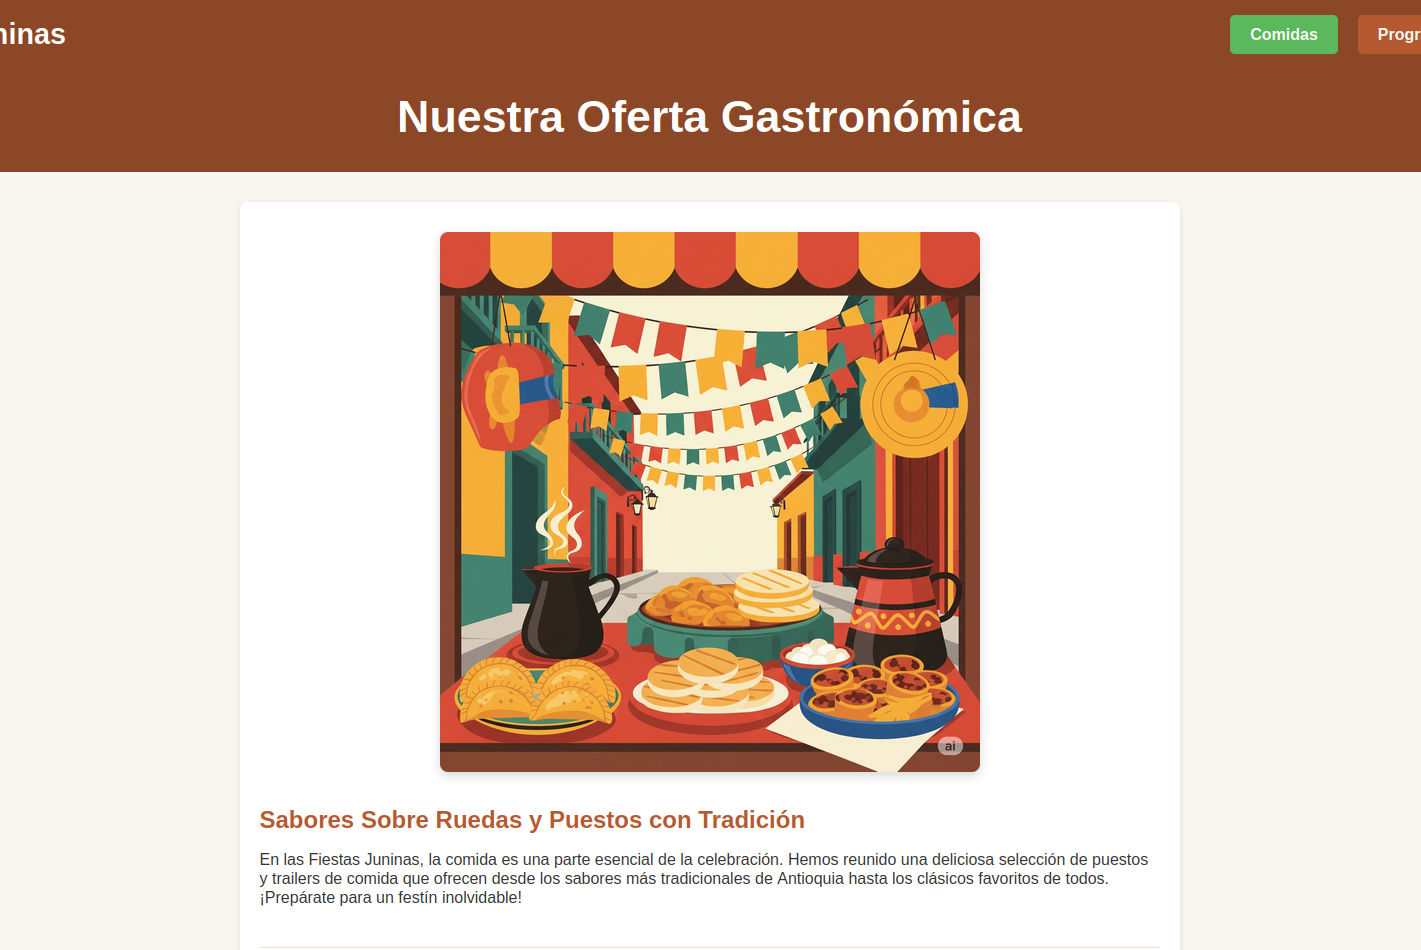 ninas
Comidas
Progr
Nuestra Oferta Gastronómica
ai
Sabores Sobre Ruedas y Puestos con Tradición
En las Fiestas Juninas, la comida es una parte esencial de la celebración. Hemos reunido una deliciosa selección de puestos
y trailers de comida que ofrecen desde los sabores más tradicionales de Antioquia hasta los clásicos favoritos de todos.
¡Prepárate para un festín inolvidable!